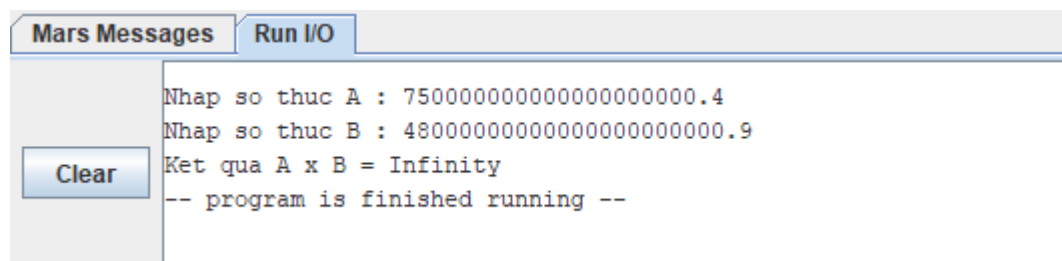 Mars Messages
Run I/O
Clear
Nhap so thuc A : 750000000000000000000.4
Nhap so thuc B : 48000000000000000000000.9
Ket qua A x B = Infinity
-- program is finished running --